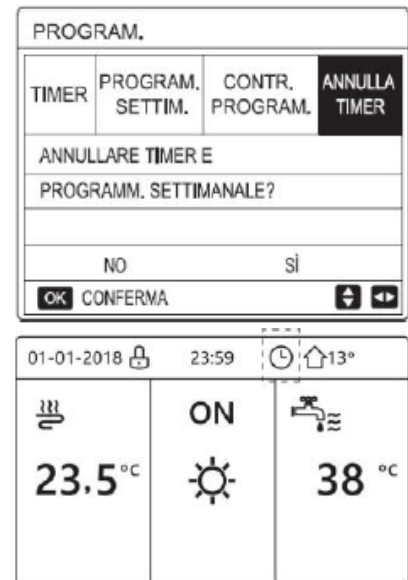 PROGRAM.
TIMER
PROGRAM. SETTIM.
CONTR. PROGRAM.
ANNULLA TIMER
ANNULLARE TIMER E
PROGRAMM. SETTIMANALE?
NO SÌ
OK CONFERMA
01-01-2018 23:59 13°
ON
23,5°C 38 °C